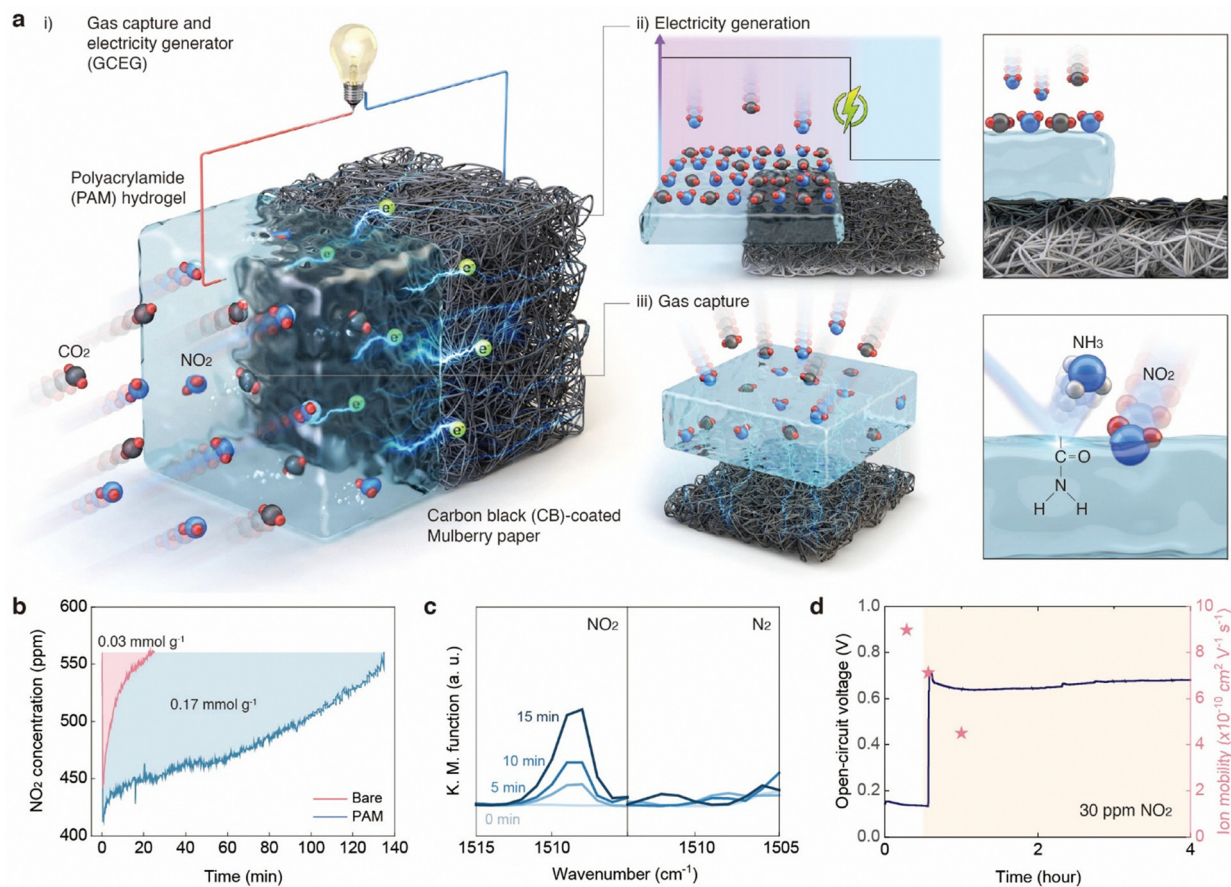 a
i)
Gas capture and
electricity generator
(GCEG)
Polyacrylamide
(PAM) hydrogel
e⁻
e⁻
e⁻
e⁻
e⁻
e⁻
CO₂
NO₂
Carbon black (CB)-coated
Mulberry paper
ii) Electricity generation
iii) Gas capture
NH₃
NO₂
C=O
N
H H
b
600
550
500
450
400
NO₂ concentration (ppm)
0.03 mmol g⁻¹
0.17 mmol g⁻¹
Bare
PAM
0 20 40 60 80 100 120 140
Time (min)
c
K. M. function (a. u.)
NO₂
N₂
15 min
10 min
5 min
0 min
1515 1510 1510 1505
Wavenumber (cm⁻¹)
d
1.0
0.8
0.6
0.4
0.2
0.0
Open-circuit voltage (V)
30 ppm NO₂
0 2 4
Time (hour)
10
8
6
4
2
0
Ion mobility (x10⁻¹⁰ cm² V⁻¹ s⁻¹)